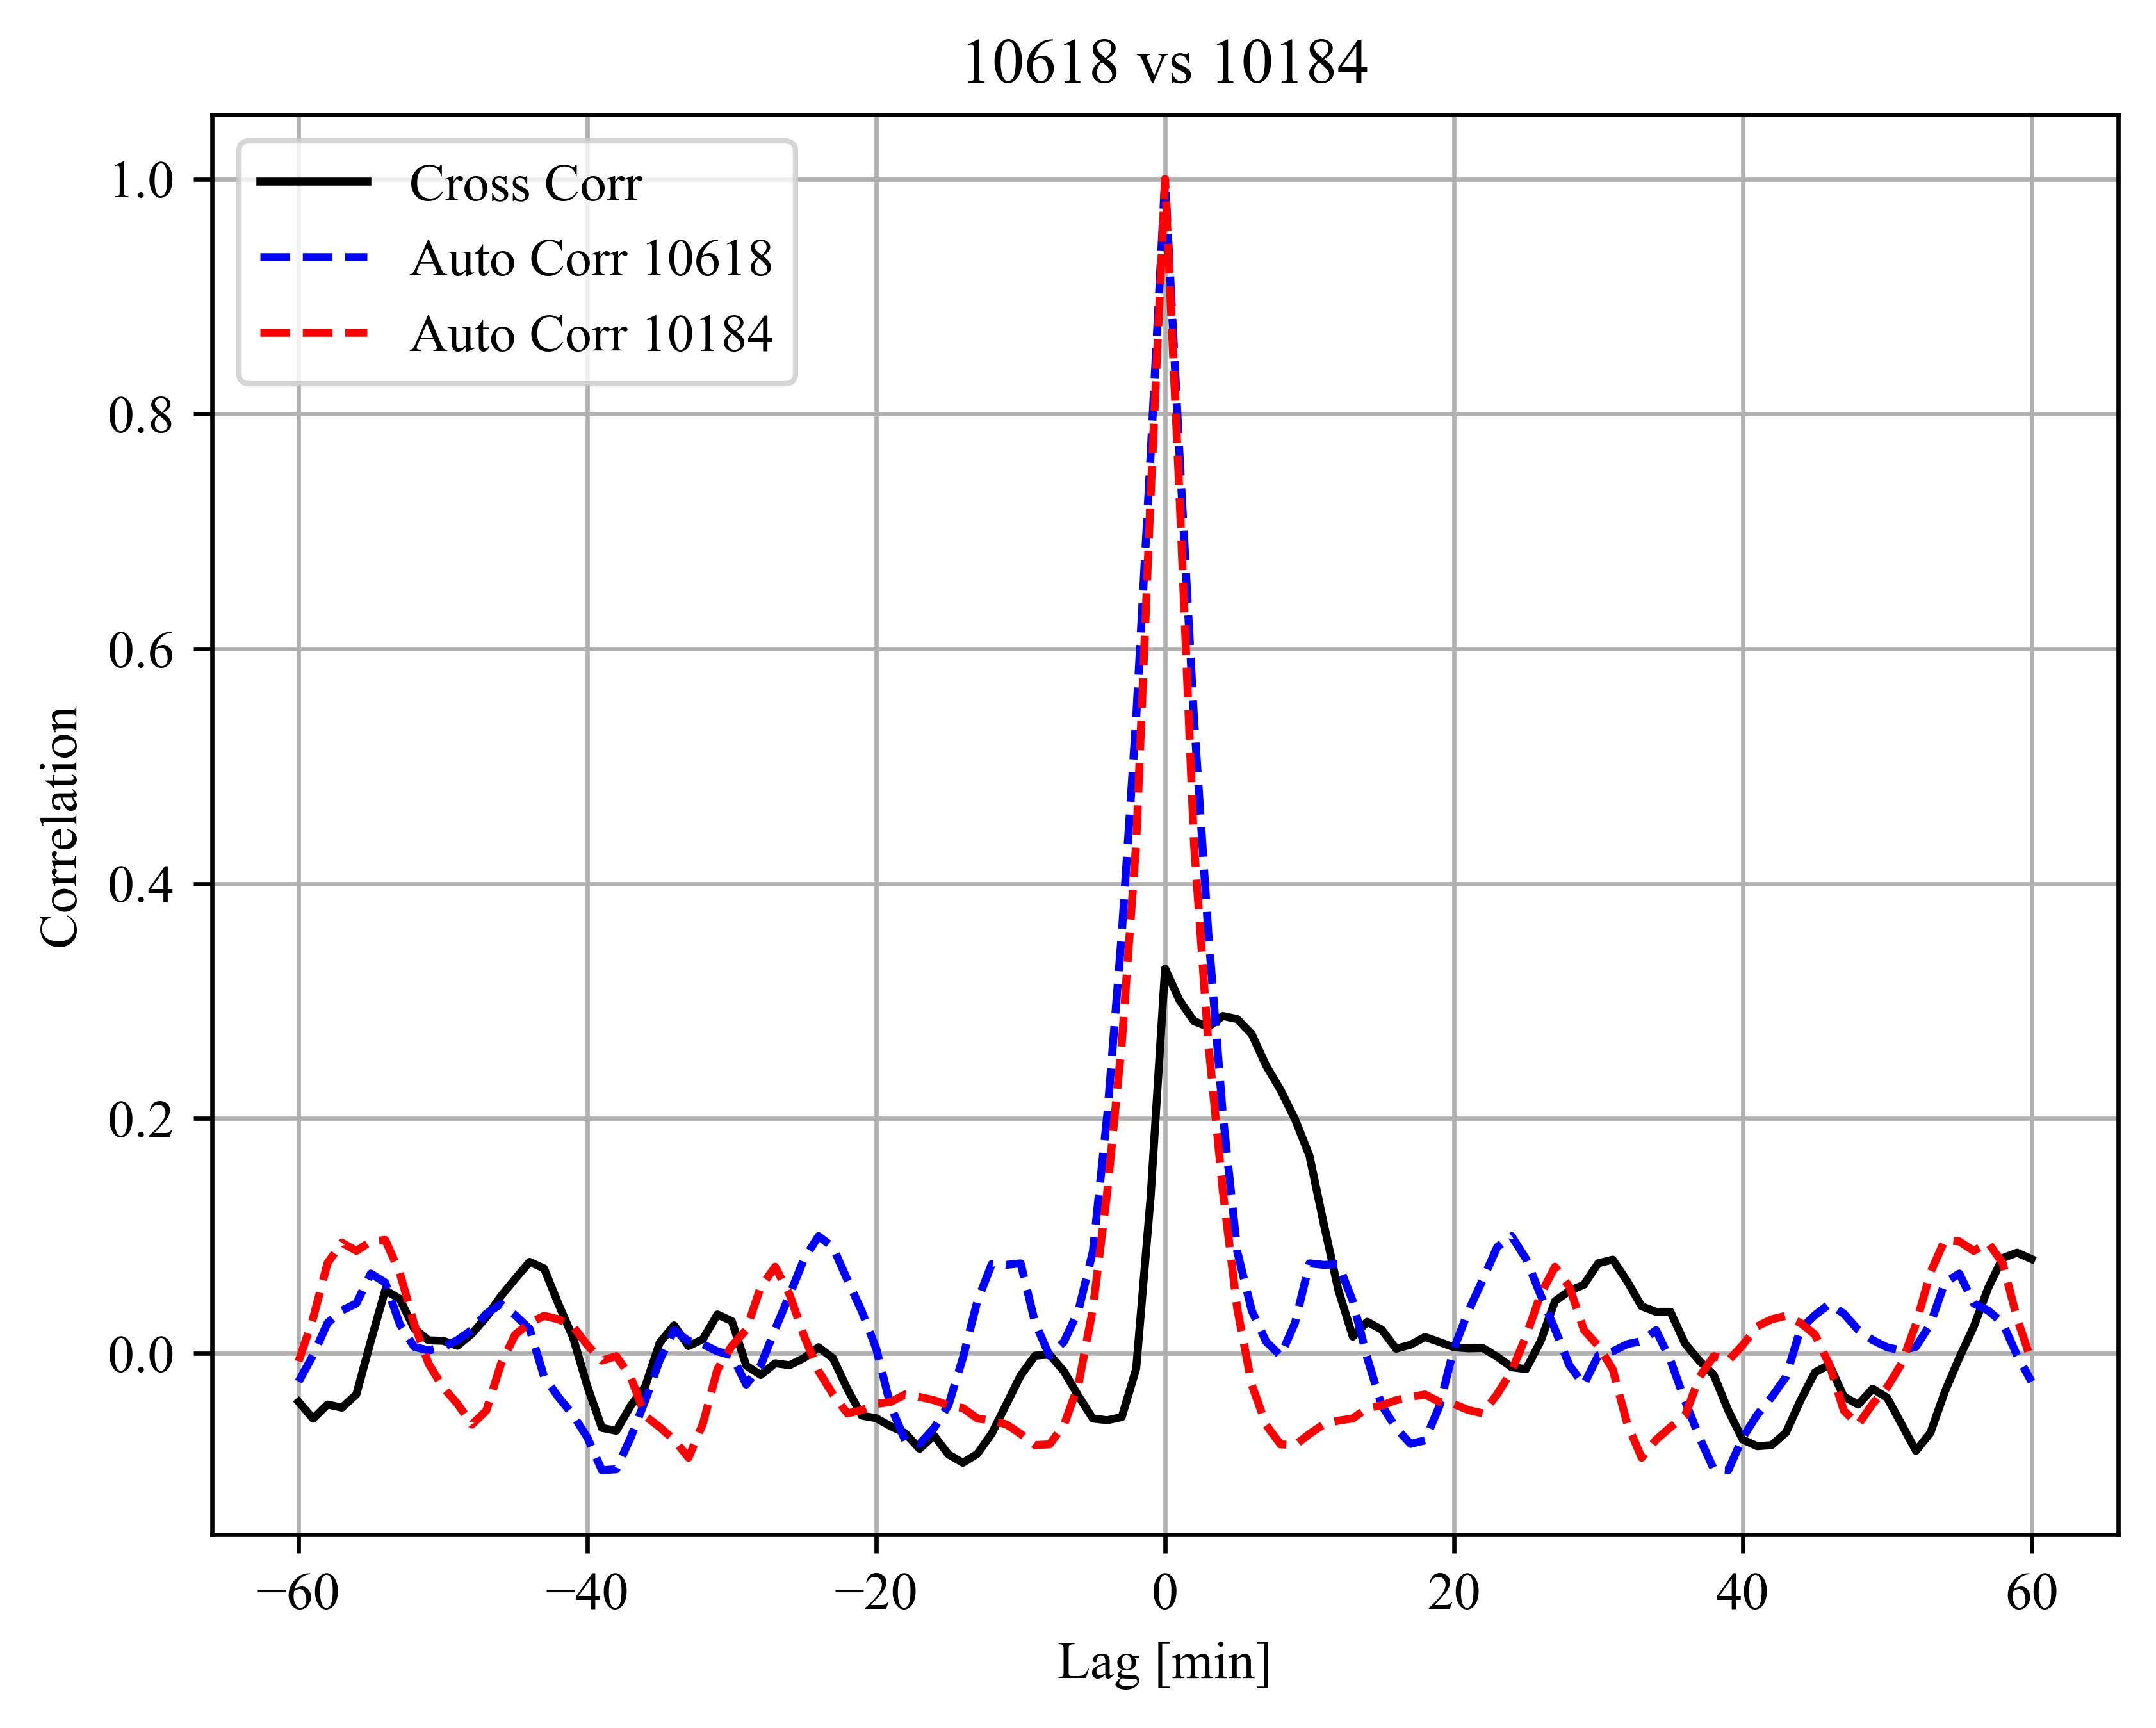 10618 vs 10184
Cross Corr
Auto Corr 10618
Auto Corr 10184
1.0
0.8
0.6
0.4
0.2
0.0
Correlation
−60 −40 −20 0 20 40 60
Lag [min]